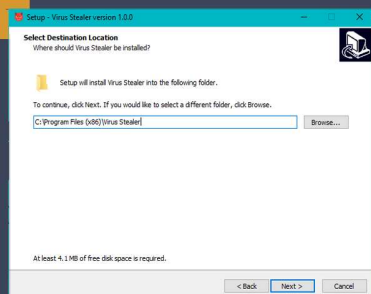 Setup - Virus Stealer version 1.0.0
Select Destination Location
Where should Virus Stealer be installed?
Setup will install Virus Stealer into the following folder.
To continue, click Next. If you would like to select a different folder, click Browse.
C:\Program Files (x86)\Virus Stealer
Browse...
At least 4.1 MB of free disk space is required.
< Back
Next >
Cancel